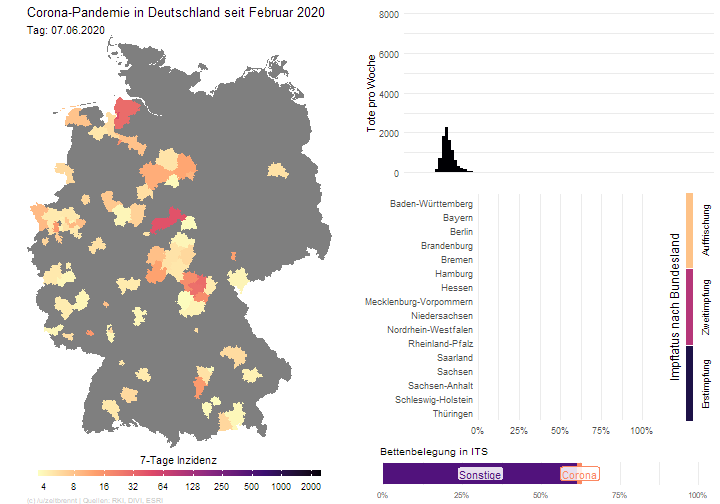 Corona-Pandemie in Deutschland seit Februar 2020
Tag: 07.06.2020
7-Tage Inzidenz
4 8 16 32 64 125 250 500 1000 2000
(c) /u/zeitbrennt | Quellen: RKI, DIVI, ESRI
Tote pro Woche
8000
6000
4000
2000
0
Baden-Württemberg
Bayern
Berlin
Brandenburg
Bremen
Hamburg
Hessen
Mecklenburg-Vorpommern
Niedersachsen
Nordrhein-Westfalen
Rheinland-Pfalz
Saarland
Sachsen
Sachsen-Anhalt
Schleswig-Holstein
Thüringen
0% 25% 50% 75% 100%
Impfstatus nach Bundesland
Auffrischung
Zweitimpfung
Erstimpfung
Bettenbelegung in ITS
Sonstige
Corona
0% 25% 50% 75% 100%